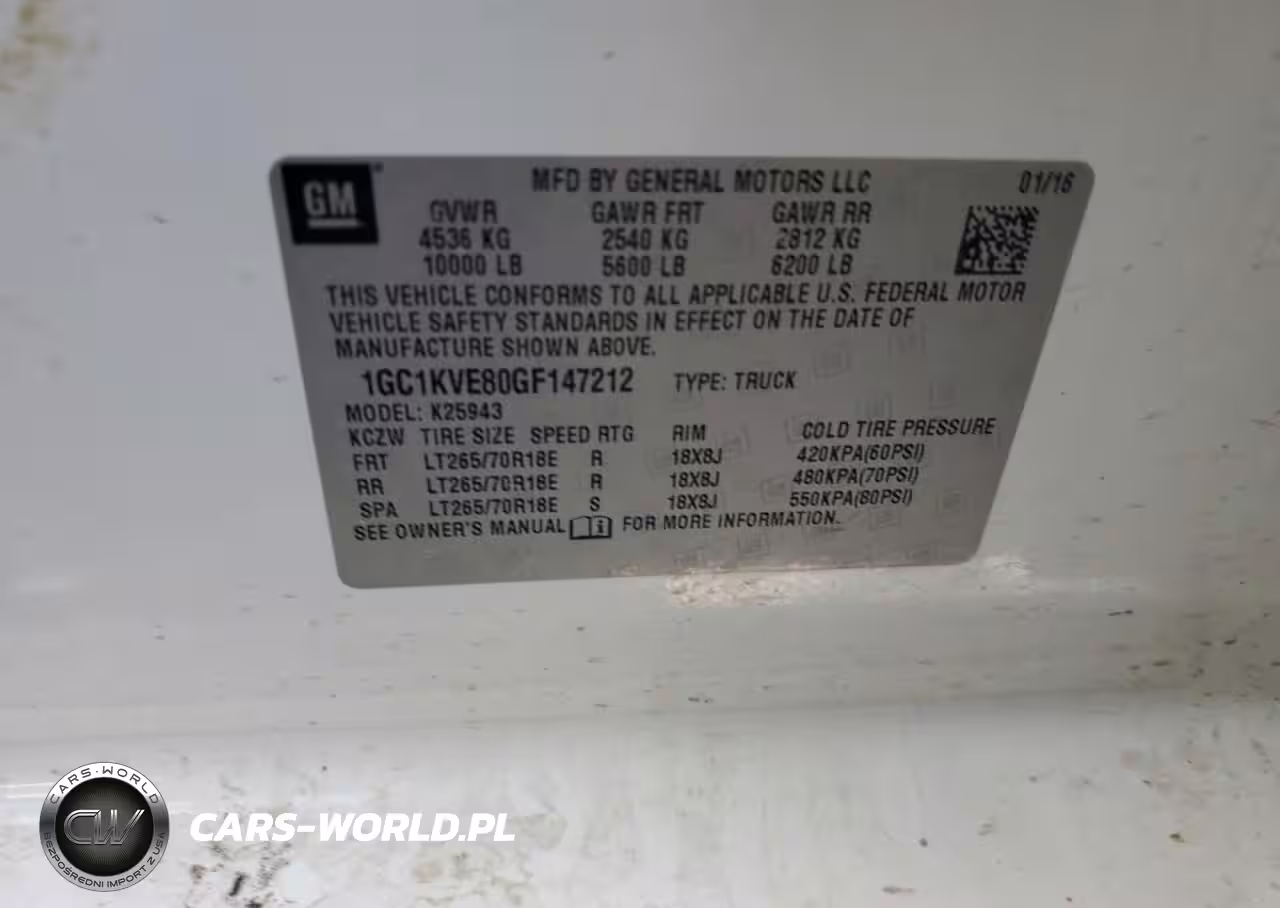 GM
MFD BY GENERAL MOTORS LLC 01/16
GVWR GAWR FRT GAWR RR
4536 KG 2540 KG 2812 KG
10000 LB 5600 LB 6200 LB
THIS VEHICLE CONFORMS TO ALL APPLICABLE U.S. FEDERAL MOTOR
VEHICLE SAFETY STANDARDS IN EFFECT ON THE DATE OF
MANUFACTURE SHOWN ABOVE.
1GC1KVE80GF147212 TYPE: TRUCK
MODEL: K25943
KCZW TIRE SIZE SPEED RTG RIM COLD TIRE PRESSURE
FRT LT265/70R18E R 18X8J 420KPA(60PSI)
RR LT265/70R18E R 18X8J 480KPA(70PSI)
SPA LT265/70R18E S 18X8J 550KPA(80PSI)
SEE OWNER'S MANUAL FOR MORE INFORMATION.
CARS-WORLD
CW
BEZPOŚREDNI IMPORT Z USA
CARS-WORLD.PL